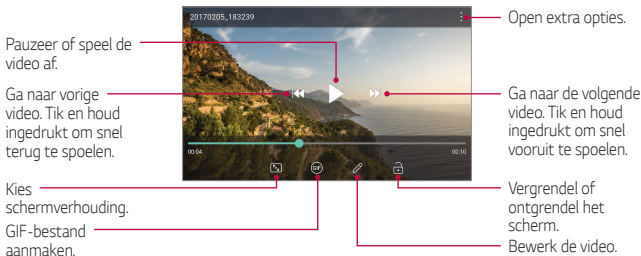 20170205_183239
Open extra opties.
Pauzeer of speel de
video af.
Ga naar vorige
video. Tik en houd
ingedrukt om snel
terug te spoelen.
Ga naar de volgende
video. Tik en houd
ingedrukt om snel
vooruit te spoelen.
00:04
00:10
GIF
Kies
schermverhouding.
GIF-bestand
aanmaken.
Vergrendel of
ontgrendel het
scherm.
Bewerk de video.